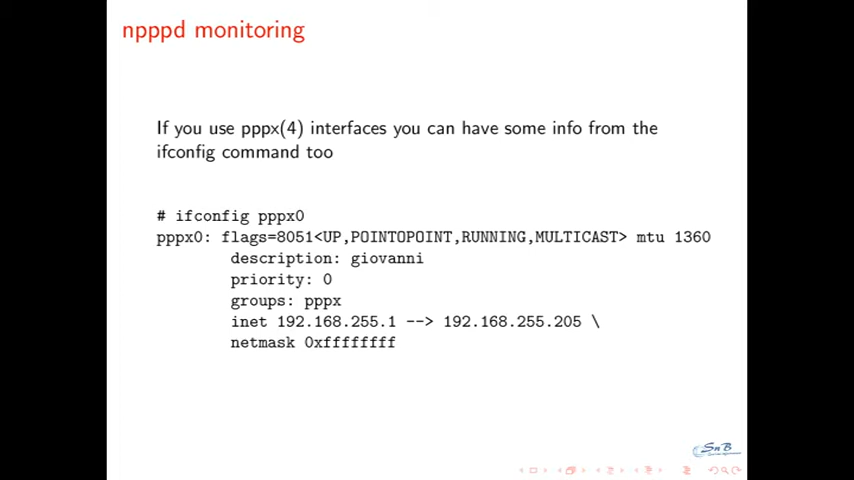 npppd monitoring
If you use pppx(4) interfaces you can have some info from the
ifconfig command too
# ifconfig pppx0
pppx0: flags=8051<UP,POINTOPOINT,RUNNING,MULTICAST> mtu 1360
description: giovanni
priority: 0
groups: pppx
inet 192.168.255.1 --> 192.168.255.205 \
netmask 0xffffffff
SnB